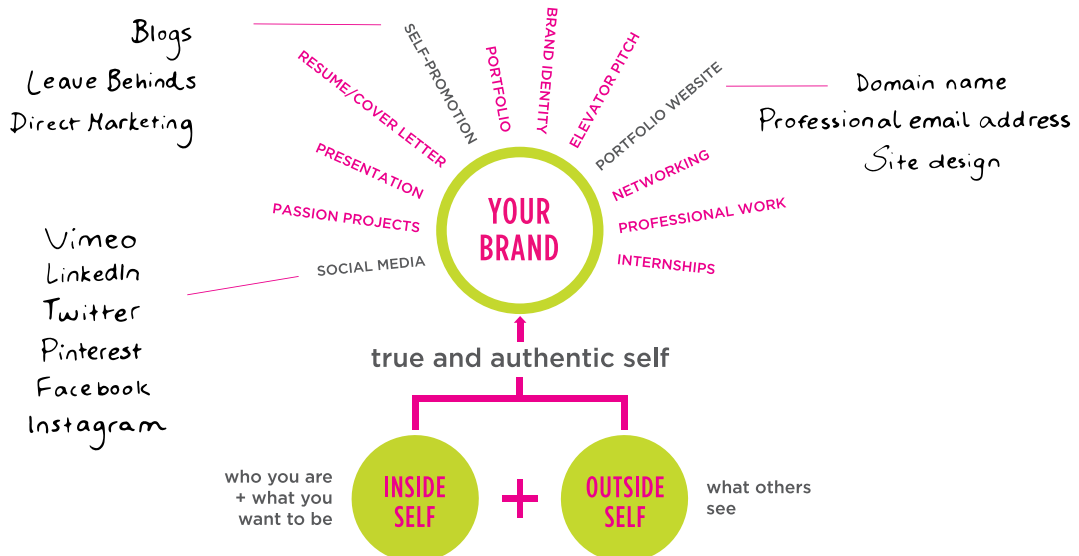 Blogs
Leave Behinds
Direct Marketing
SELF-PROMOTION
RESUME/COVER LETTER
PRESENTATION
PASSION PROJECTS
SOCIAL MEDIA
Vimeo
LinkedIn
Twitter
Pinterest
Facebook
Instagram
PORTFOLIO
BRAND IDENTITY
ELEVATOR PITCH
PORTFOLIO WEBSITE
Domain name
Professional email address
Site design
NETWORKING
PROFESSIONAL WORK
INTERNSHIPS
YOUR
BRAND
true and authentic self
who you are
+ what you
want to be
INSIDE
SELF
+
OUTSIDE
SELF
what others
see